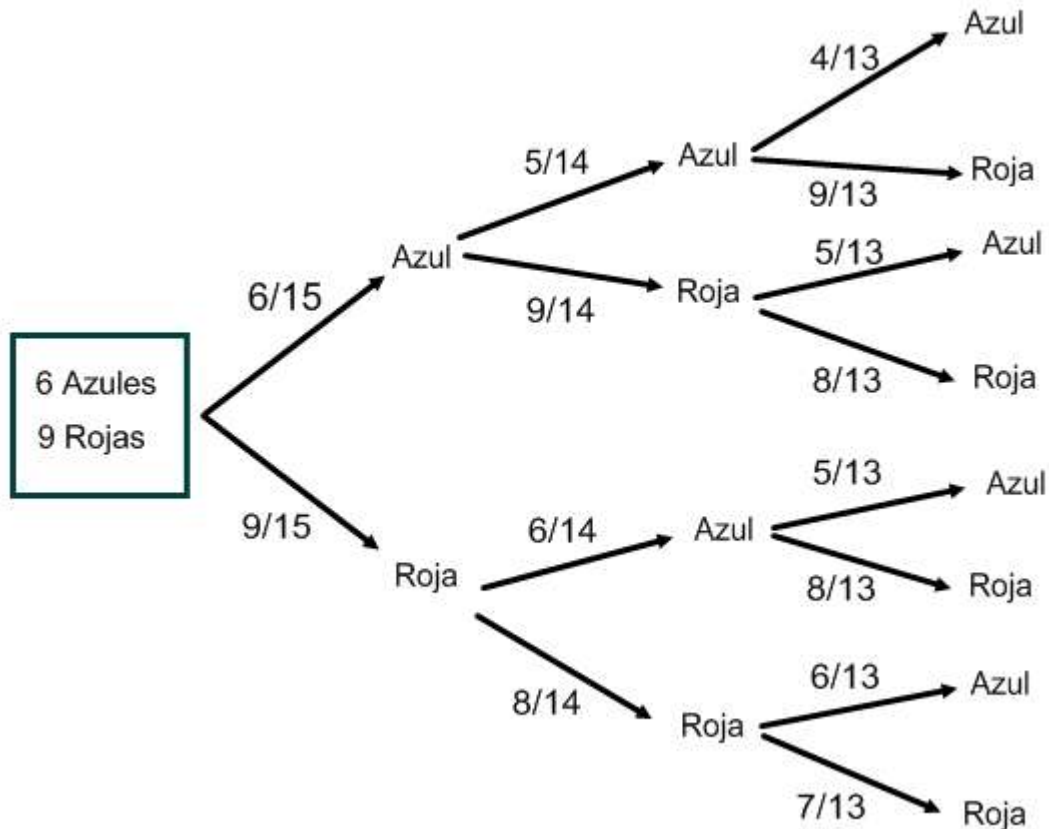 Azul
4/13
Azul
5/14
Roja
9/13
Azul
5/13
Azul
6/15
Roja
9/14
8/13
Roja
6 Azules
9 Rojas
5/13
Azul
9/15
6/14
Azul
8/13
Roja
Roja
6/13
Azul
8/14
Roja
7/13
Roja